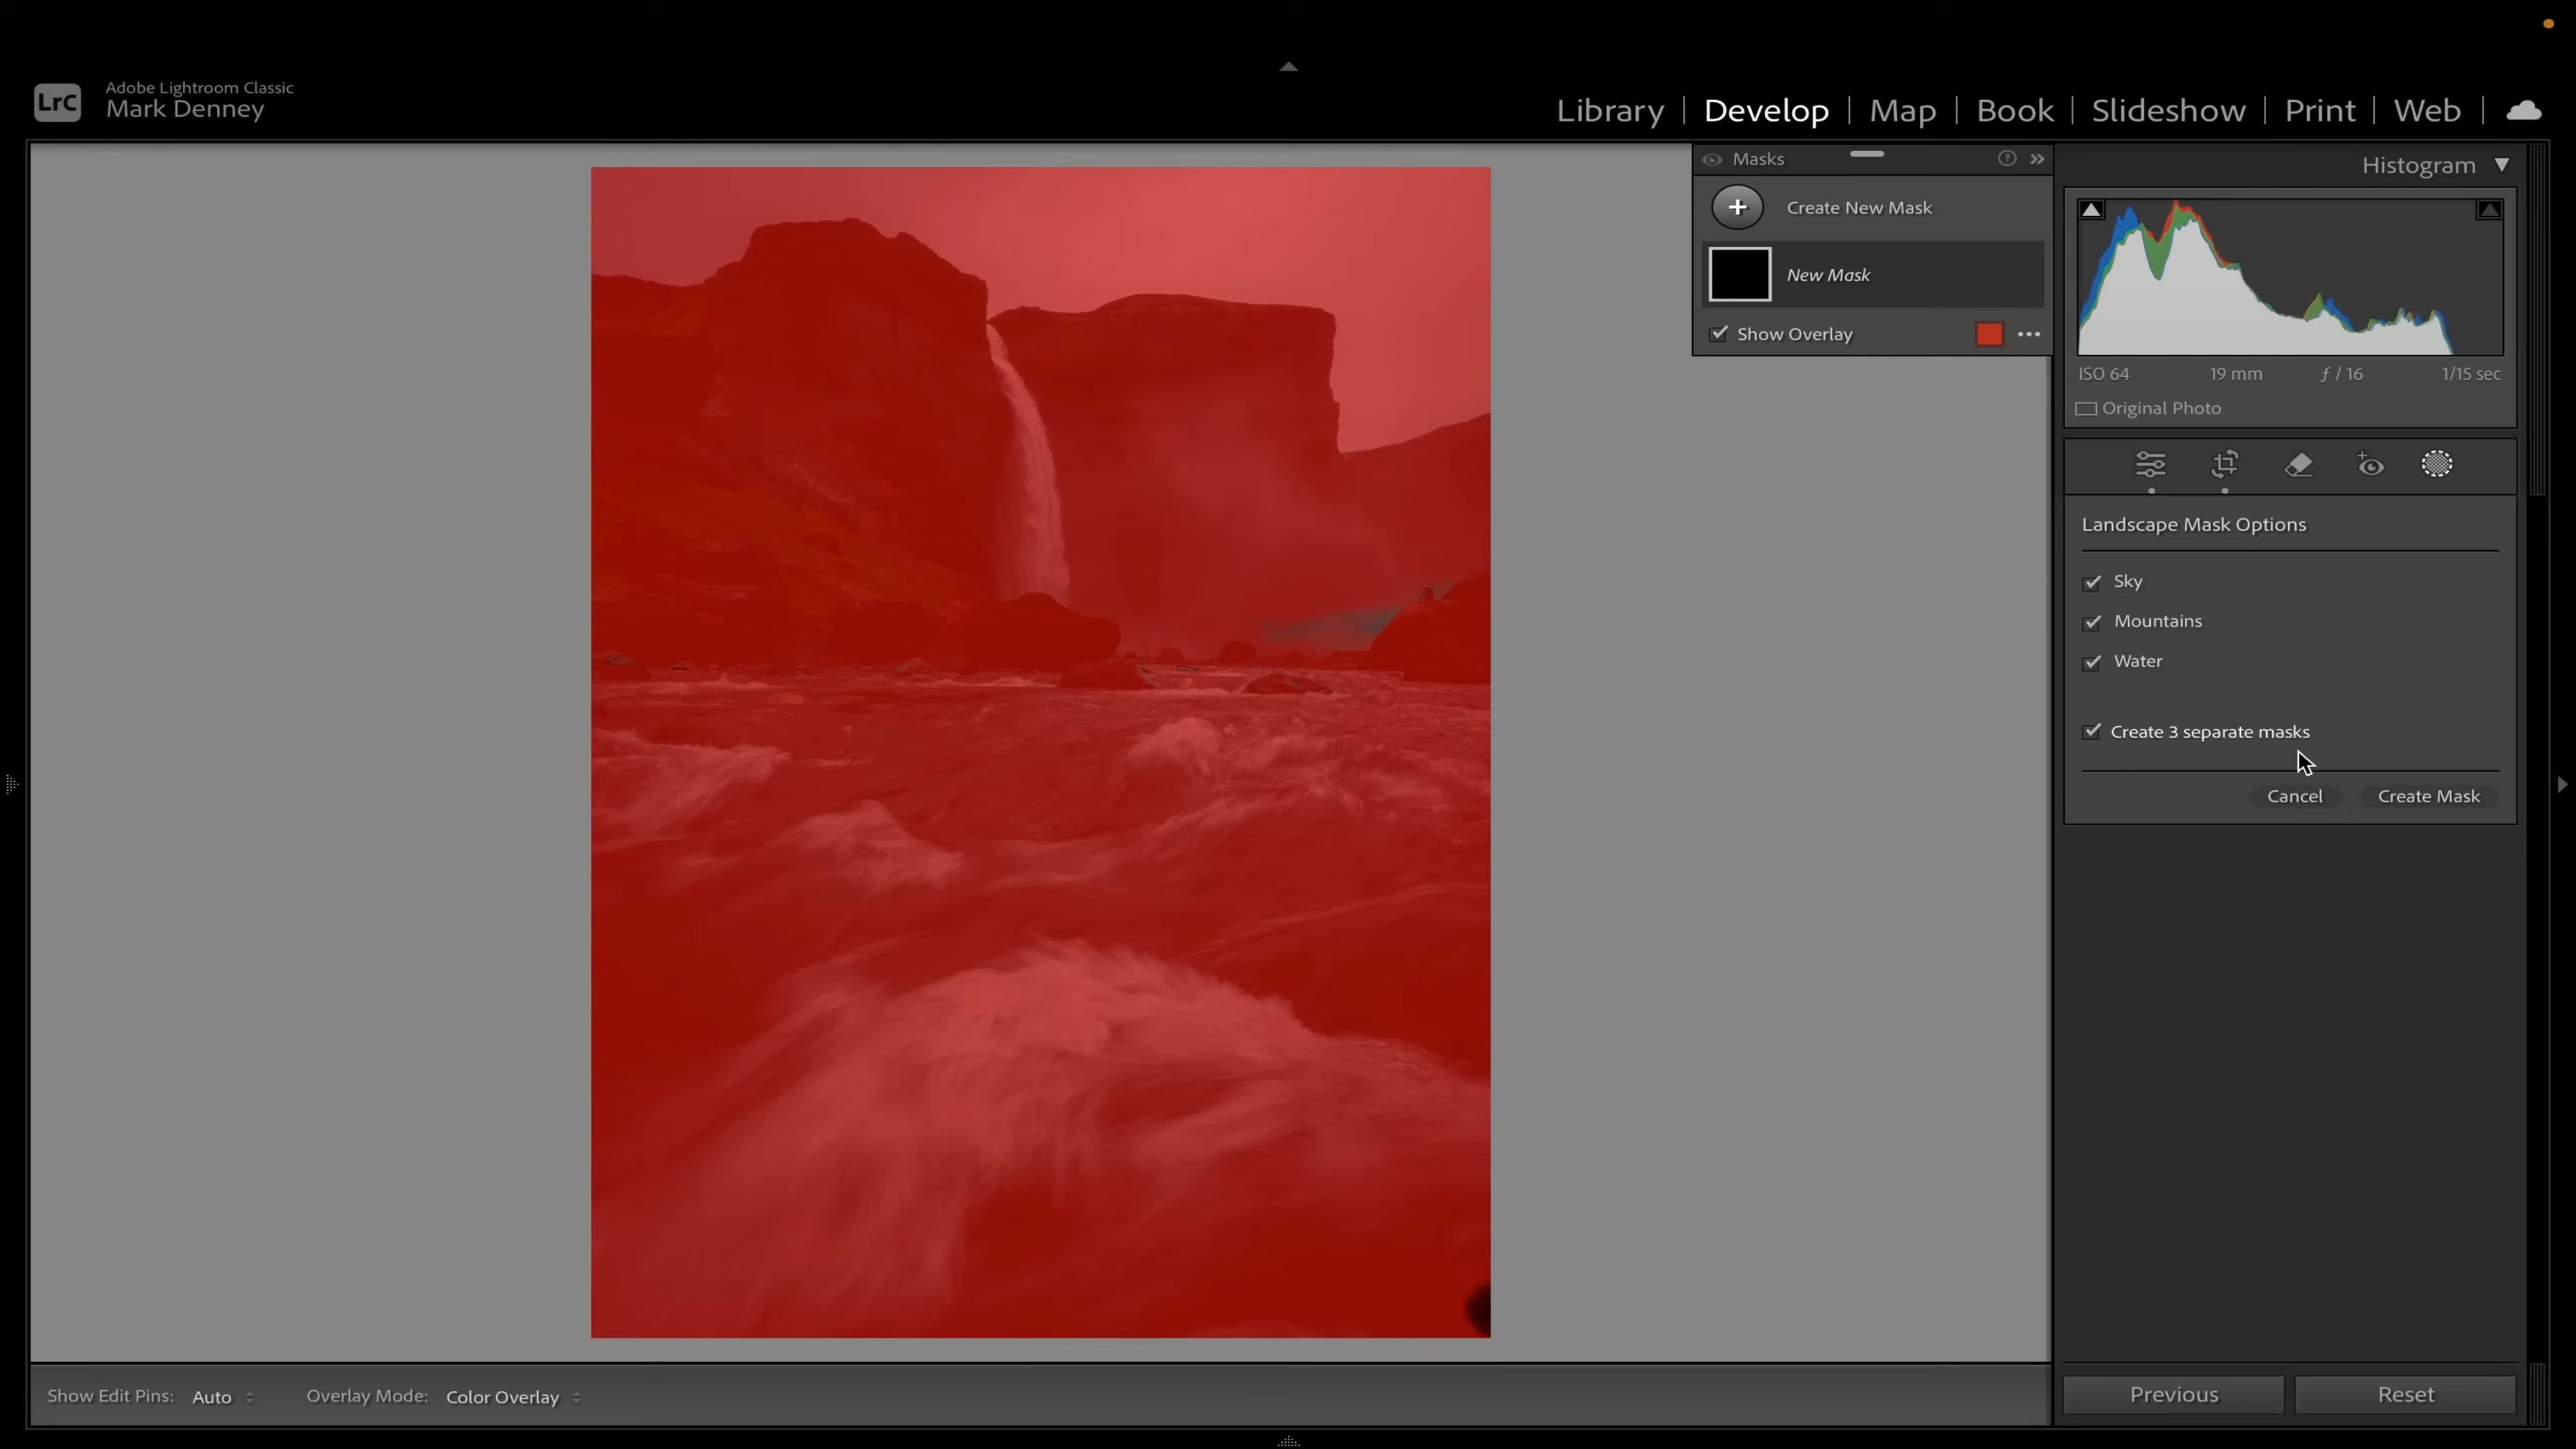 LrC
Adobe Lightroom Classic
Mark Denney
Library | Develop | Map | Book | Slideshow | Print | Web |
Masks
Create New Mask
New Mask
Show Overlay
Histogram
ISO 64 19 mm ƒ / 16 1/15 sec
Original Photo
Landscape Mask Options
Sky
Mountains
Water
Create 3 separate masks
Cancel Create Mask
Show Edit Pins: Auto Overlay Mode: Color Overlay
Previous Reset